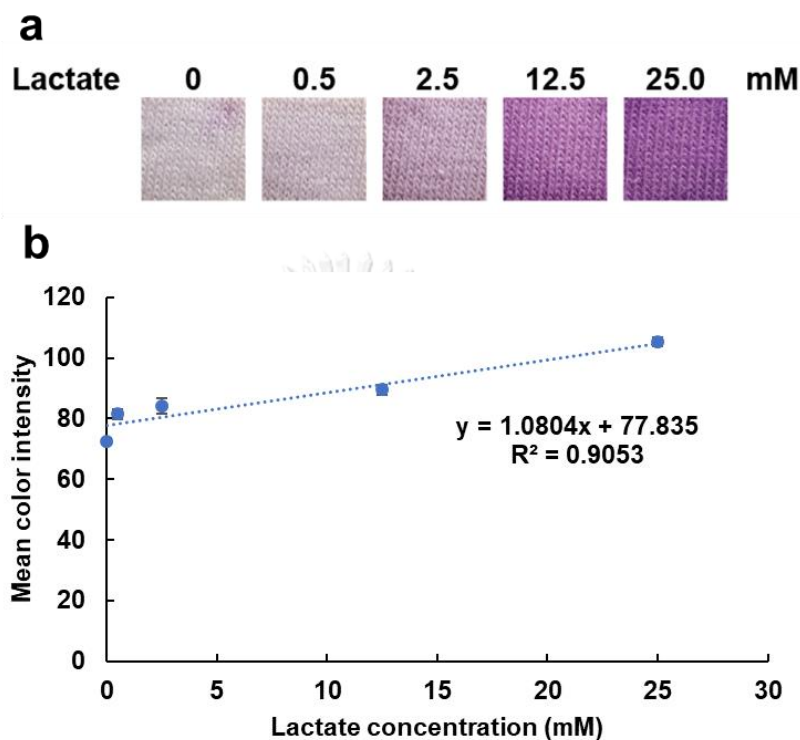 a
Lactate 0 0.5 2.5 12.5 25.0 mM
b
120
100
80
60
40
20
0
Mean color intensity
y = 1.0804x + 77.835
R² = 0.9053
0 5 10 15 20 25 30
Lactate concentration (mM)